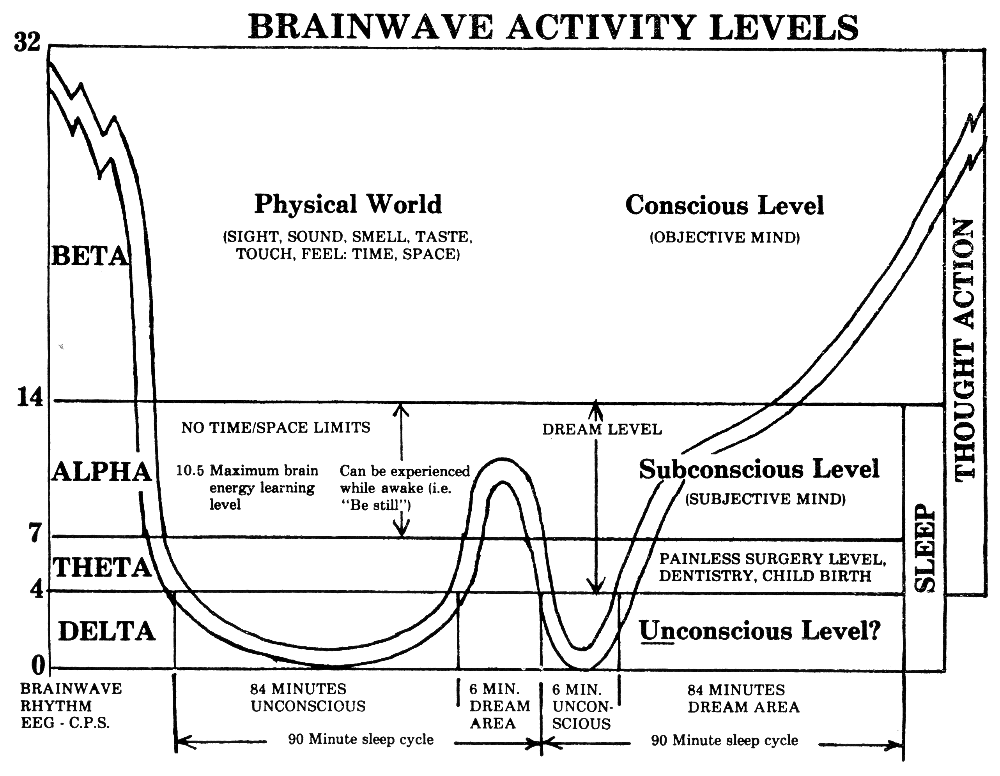 BRAINWAVE ACTIVITY LEVELS
32
Physical World
(SIGHT, SOUND, SMELL, TASTE,
TOUCH, FEEL: TIME, SPACE)
Conscious Level
(OBJECTIVE MIND)
BETA
THOUGHT ACTION
14
NO TIME/SPACE LIMITS
DREAM LEVEL
ALPHA
10.5 Maximum brain
energy learning
level
Can be experienced
while awake (i.e.
“Be still”)
Subconscious Level
(SUBJECTIVE MIND)
7
THETA
PAINLESS SURGERY LEVEL,
DENTISTRY, CHILD BIRTH
SLEEP
4
DELTA
Unconscious Level?
0
BRAINWAVE
RHYTHM
EEG - C.P.S.
84 MINUTES
UNCONSCIOUS
6 MIN.
DREAM
AREA
6 MIN.
UNCON-
SCIOUS
84 MINUTES
DREAM AREA
90 Minute sleep cycle
90 Minute sleep cycle